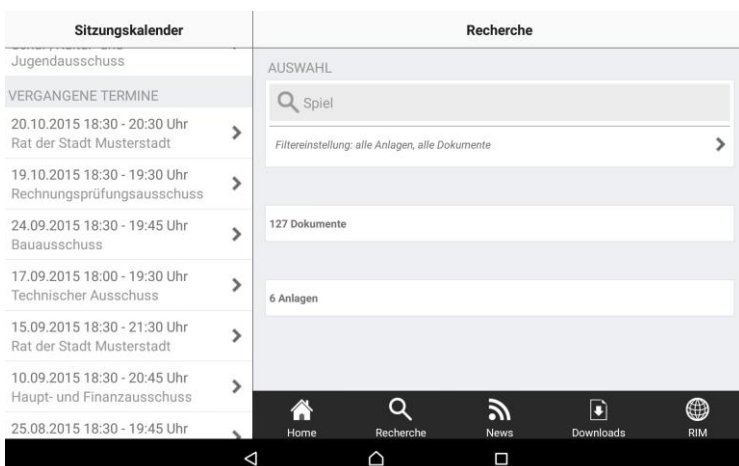 Sitzungskalender
Jugendausschuss
VERGANGENE TERMINE
20.10.2015 18:30 - 20:30 Uhr
Rat der Stadt Musterstadt
19.10.2015 18:30 - 19:30 Uhr
Rechnungsprüfungsausschuss
24.09.2015 18:30 - 19:45 Uhr
Bauausschuss
17.09.2015 18:00 - 19:30 Uhr
Technischer Ausschuss
15.09.2015 18:30 - 21:30 Uhr
Rat der Stadt Musterstadt
10.09.2015 18:30 - 20:45 Uhr
Haupt- und Finanzausschuss
25.08.2015 18:30 - 19:45 Uhr
Recherche
AUSWAHL
Spiel
Filtereinstellung: alle Anlagen, alle Dokumente
127 Dokumente
6 Anlagen
Home Recherche News Downloads RIM